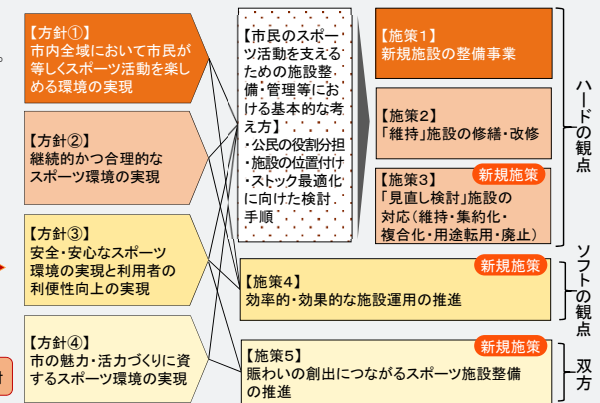 。
【方針①】
市内全域において市民が
等しくスポーツ活動を楽し
める環境の実現
【方針②】
継続的かつ合理的な
スポーツ環境の実現
【方針③】
安全・安心なスポーツ
環境の実現と利用者の
利便性向上の実現
【方針④】
市の魅力・活力づくりに資
するスポーツ環境の実現
【市民のスポー
ツ活動を支える
ための施設整
備・管理等にお
ける基本的な考
え方】
・公民の役割分担
・施設の位置付け
・ストック最適化
に向けた検討
手順
【施策1】
新規施設の整備事業
【施策2】
「維持」施設の修繕・改修
新規施策
【施策3】
「見直し検討」施設の
対応(維持・集約化・
複合化・用途転用・廃止)
新規施策
【施策4】
効率的・効果的な施設運用の推進
新規施策
【施策5】
賑わいの創出につながるスポーツ施設整備
の推進
ハードの観点
ソフトの観点
双方